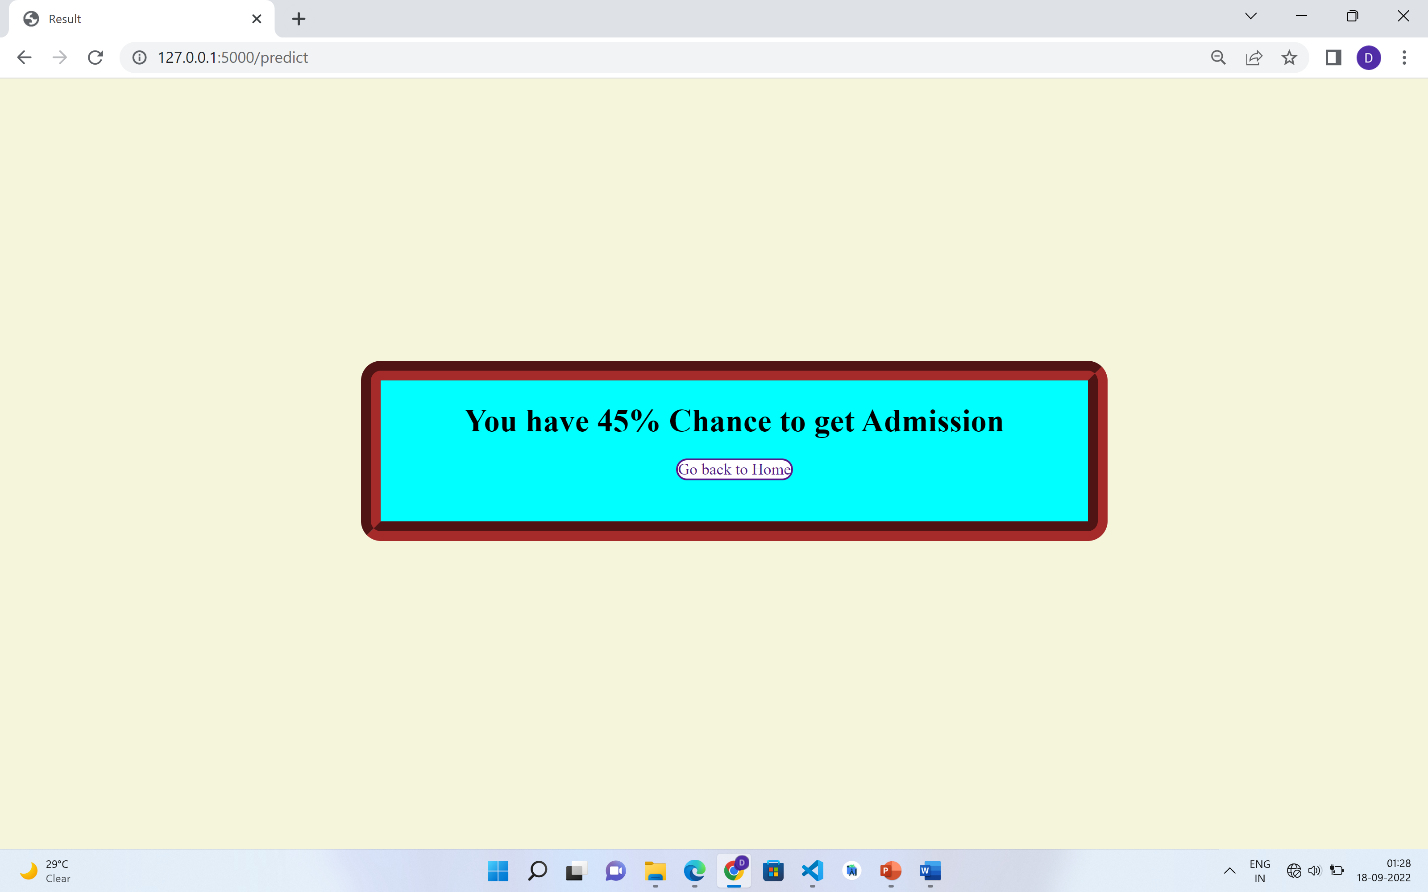 Result
127.0.0.1:5000/predict
D
You have 45% Chance to get Admission
Go back to Home
29°C
Clear
D
AI
P
W
ENG
IN
01:28
18-09-2022